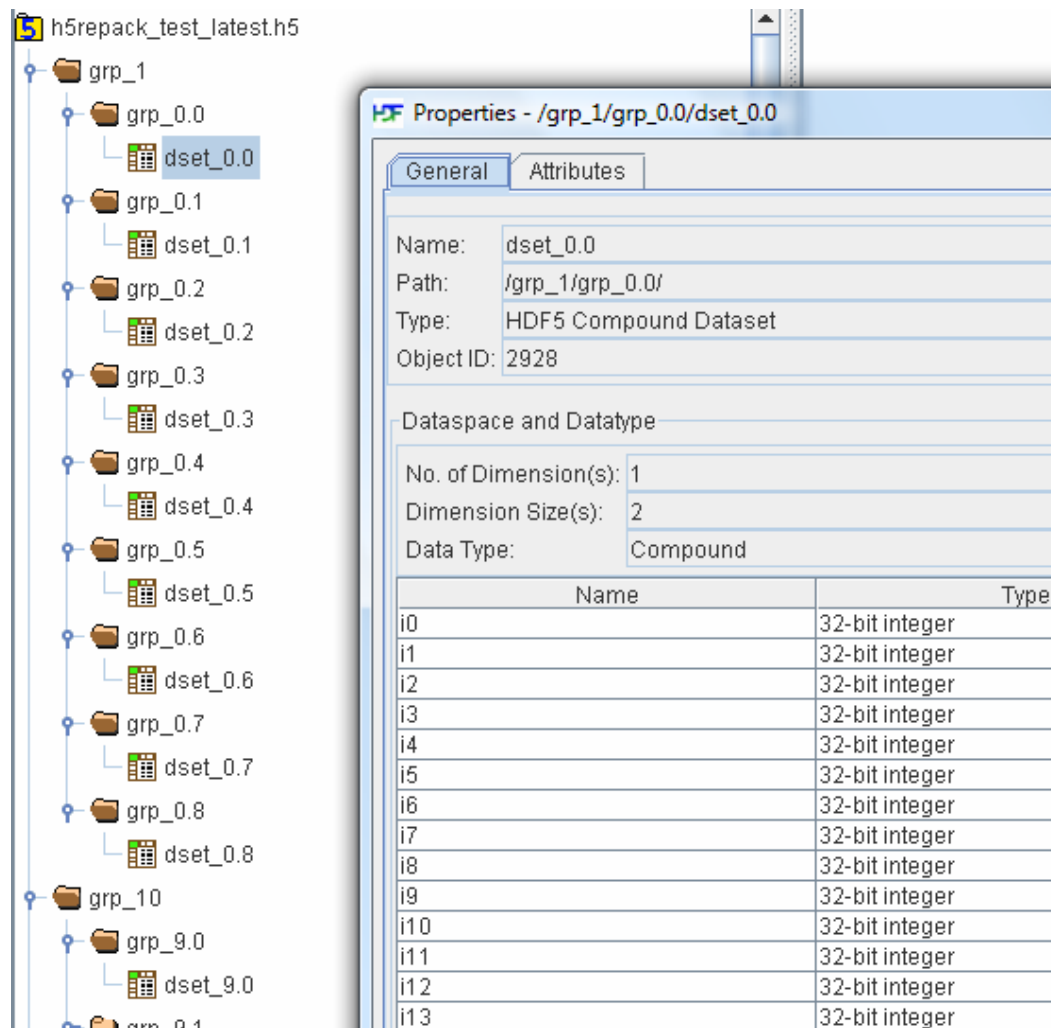 h5repack_test_latest.h5
grp_1
grp_0.0
dset_0.0
grp_0.1
dset_0.1
grp_0.2
dset_0.2
grp_0.3
dset_0.3
grp_0.4
dset_0.4
grp_0.5
dset_0.5
grp_0.6
dset_0.6
grp_0.7
dset_0.7
grp_0.8
dset_0.8
grp_10
grp_9.0
dset_9.0
grp_9.1
HDF Properties - /grp_1/grp_0.0/dset_0.0
General Attributes
Name: dset_0.0
Path: /grp_1/grp_0.0/
Type: HDF5 Compound Dataset
Object ID: 2928
Dataspace and Datatype
No. of Dimension(s): 1
Dimension Size(s): 2
Data Type: Compound
Name Type
i0 32-bit integer
i1 32-bit integer
i2 32-bit integer
i3 32-bit integer
i4 32-bit integer
i5 32-bit integer
i6 32-bit integer
i7 32-bit integer
i8 32-bit integer
i9 32-bit integer
i10 32-bit integer
i11 32-bit integer
i12 32-bit integer
i13 32-bit integer